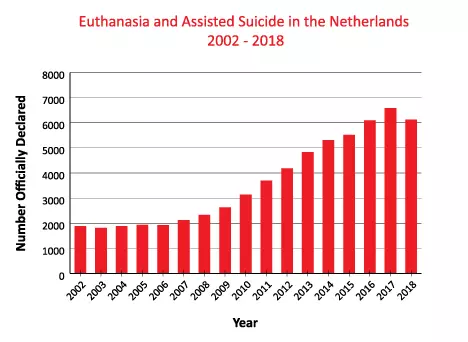 Euthanasia and Assisted Suicide in the Netherlands
2002 - 2018
Number Officially Declared
8000
7000
6000
5000
4000
3000
2000
1000
0
2002 2003 2004 2005 2006 2007 2008 2009 2010 2011 2012 2013 2014 2015 2016 2017 2018
Year